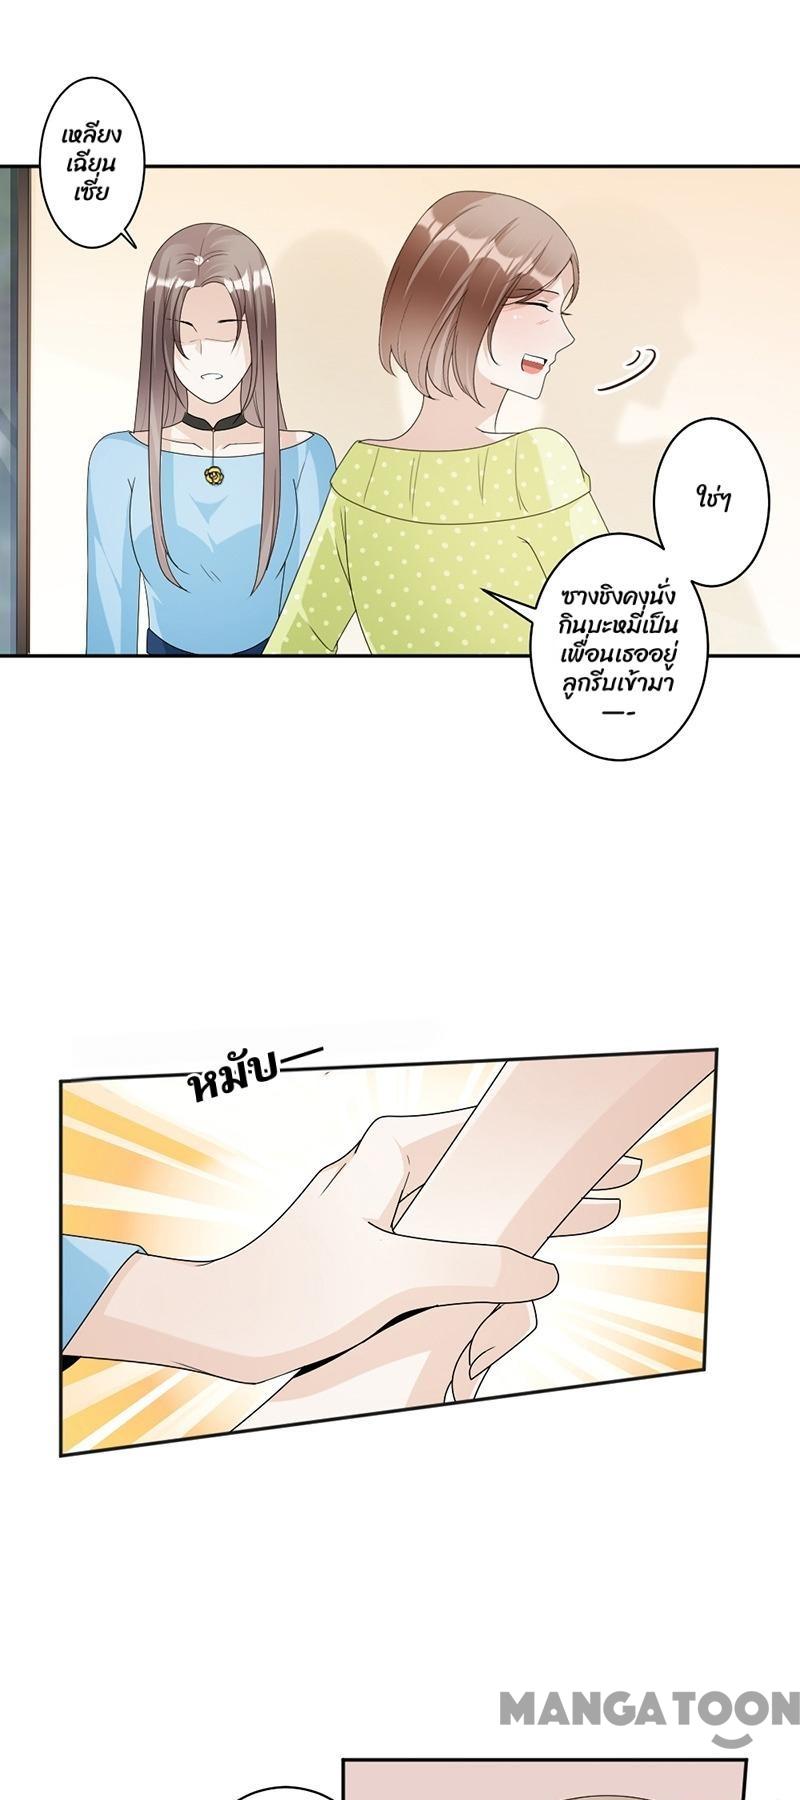 เหลียง
เฉียน
เซี่ย
ใช่ๆ
ซางชิงคงนั่ง
กินบะหมี่เป็น
เพื่อนเธออยู่
ลูกรีบเข้ามา
—-
หมับ—
MANGATOON